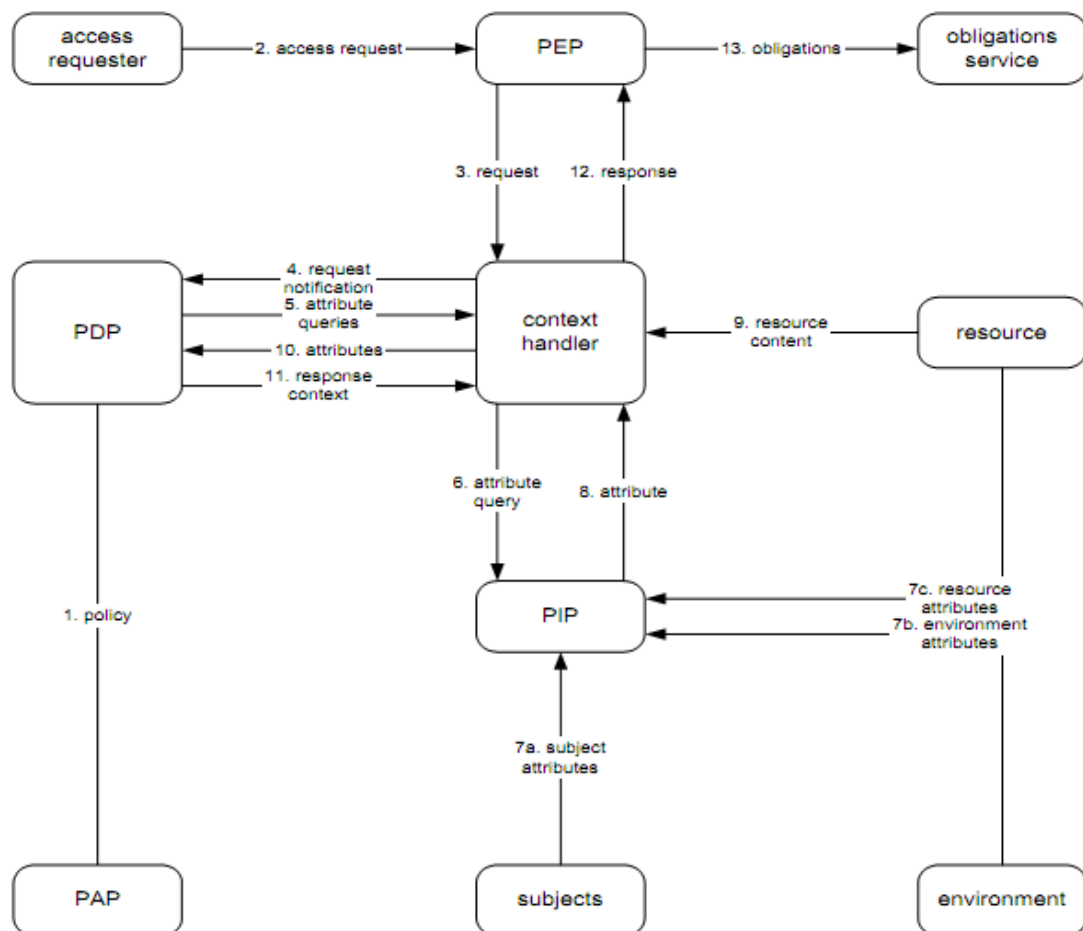 access
requester
2. access request
PEP
13. obligations
obligations
service
3. request
12. response
4. request
notification
5. attribute
queries
10. attributes
11. response
context
PDP
context
handler
9. resource
content
resource
6. attribute
query
8. attribute
1. policy
PIP
7c. resource
attributes
7b. environment
attributes
7a. subject
attributes
PAP
subjects
environment